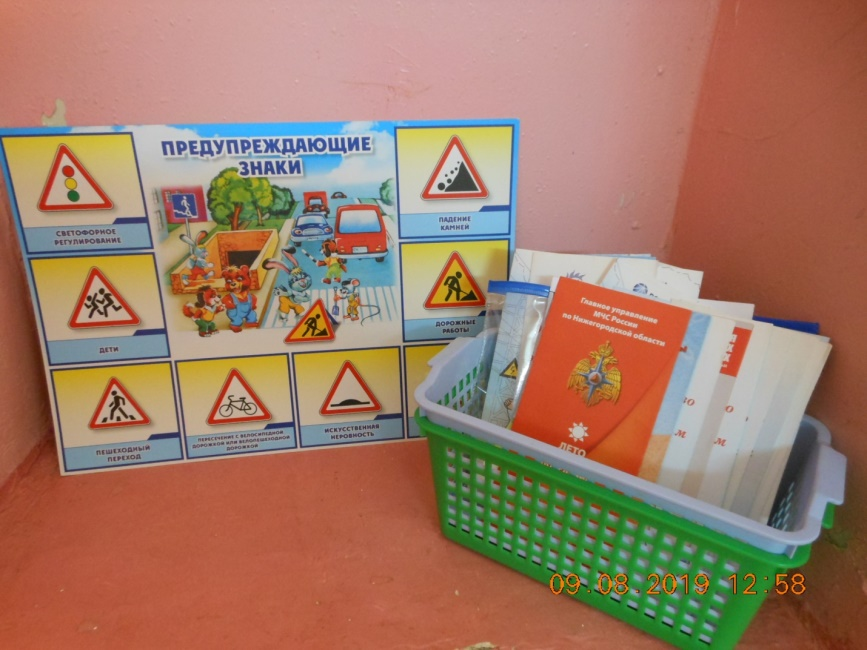 ПРЕДУПРЕЖДАЮЩИЕ
ЗНАКИ
СВЕТОФОРНОЕ
РЕГУЛИРОВАНИЕ
ПАДЕНИЕ
КАМНЕЙ
ДЕТИ
ДОРОЖНЫЕ
РАБОТЫ
ПЕШЕХОДНЫЙ
ПЕРЕХОД
ПЕРЕСЕЧЕНИЕ С ВЕЛОСИПЕДНОЙ
ДОРОЖКОЙ ИЛИ ВЕЛОПЕШЕХОДНОЙ
ДОРОЖКОЙ
ИСКУССТВЕННАЯ
НЕРОВНОСТЬ
Главное управление
МЧС России
по Нижегородской области
ЛЕТО
09.08.2019 12:58